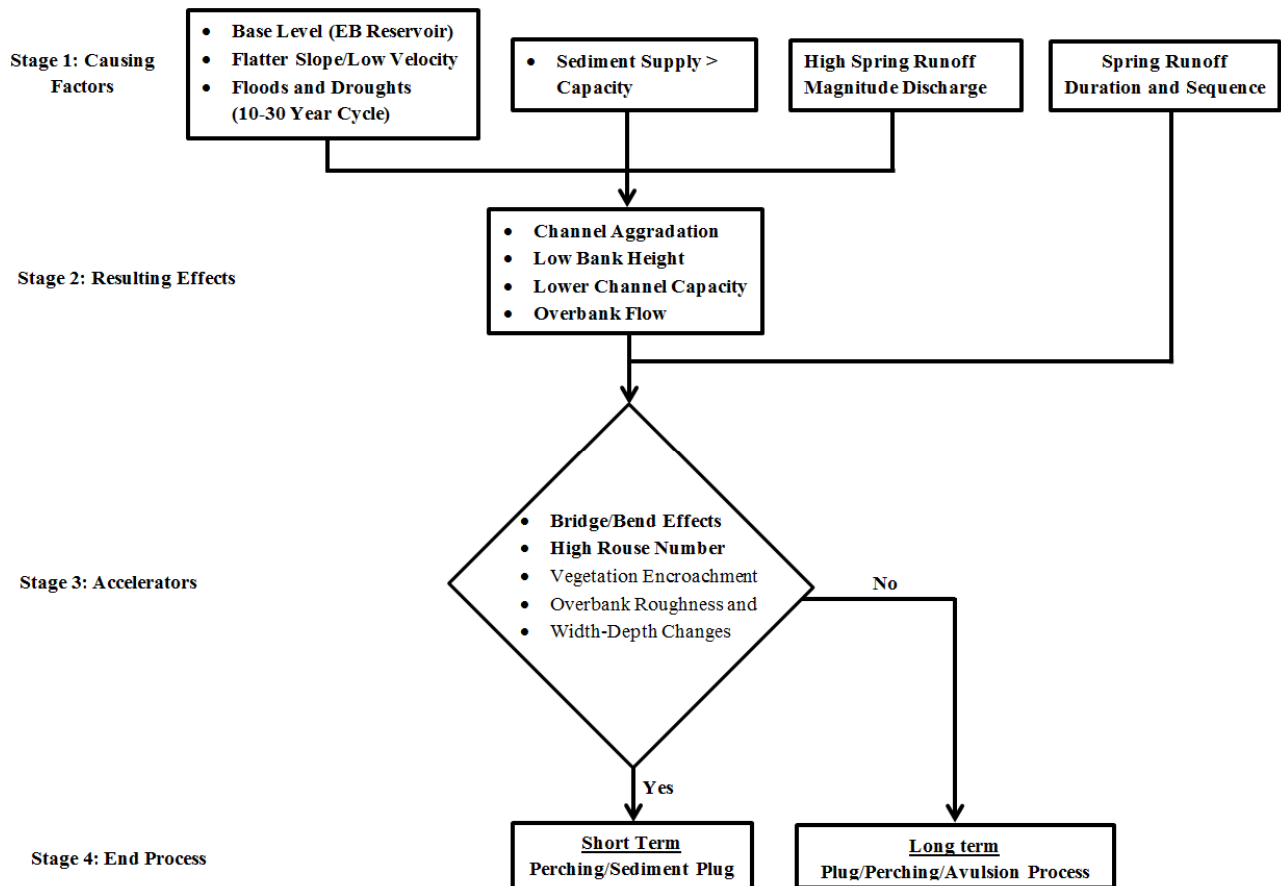 Stage 1: Causing
Factors
• Base Level (EB Reservoir)
• Flatter Slope/Low Velocity
• Floods and Droughts
(10-30 Year Cycle)
• Sediment Supply >
Capacity
High Spring Runoff
Magnitude Discharge
Spring Runoff
Duration and Sequence
Stage 2: Resulting Effects
• Channel Aggradation
• Low Bank Height
• Lower Channel Capacity
• Overbank Flow
Stage 3: Accelerators
• Bridge/Bend Effects
• High Rouse Number
• Vegetation Encroachment
• Overbank Roughness and
• Width-Depth Changes
No
Yes
Stage 4: End Process
Short Term
Perching/Sediment Plug
Long term
Plug/Perching/Avulsion Process